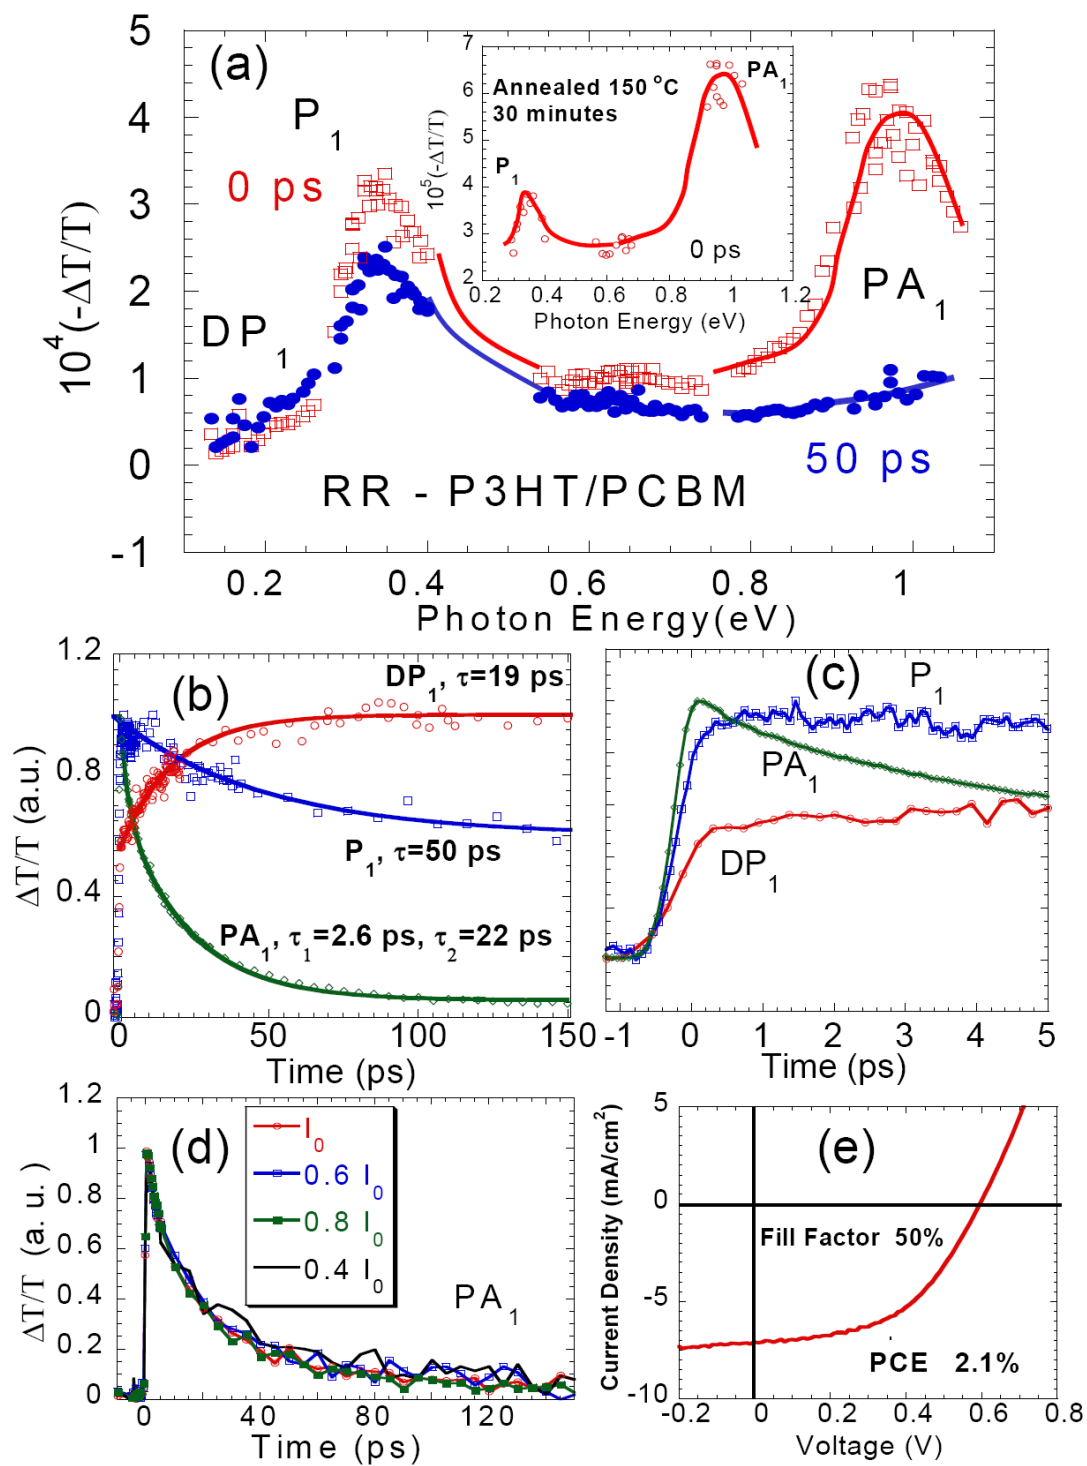 (a)
5
4
3
2
1
0
-1
10⁴(-ΔT/T)
P₁
0 ps
DP₁
PA₁
50 ps
RR - P3HT/PCBM
0.2 0.4 0.6 0.8 1
Photon Energy(eV)
7
6
5
4
3
2
10⁵(-ΔT/T)
Annealed 150 °C
30 minutes
PA₁
P₁
0 ps
0.2 0.4 0.6 0.8 1 1.2
Photon Energy (eV)
(b)
1.2
0.8
0.4
0
ΔT/T (a.u.)
DP₁, τ=19 ps
P₁, τ=50 ps
PA₁, τ₁=2.6 ps, τ₂=22 ps
0 50 100 150
Time (ps)
(c)
P₁
PA₁
DP₁
-1 0 1 2 3 4 5
Time (ps)
(d)
1.2
1
0.8
0.6
0.4
0.2
0
ΔT/T (a. u.)
I₀
0.6 I₀
0.8 I₀
0.4 I₀
PA₁
0 40 80 120
Time (ps)
(e)
5
0
-5
-10
Current Density (mA/cm²)
Fill Factor 50%
PCE 2.1%
-0.2 0 0.2 0.4 0.6 0.8
Voltage (V)